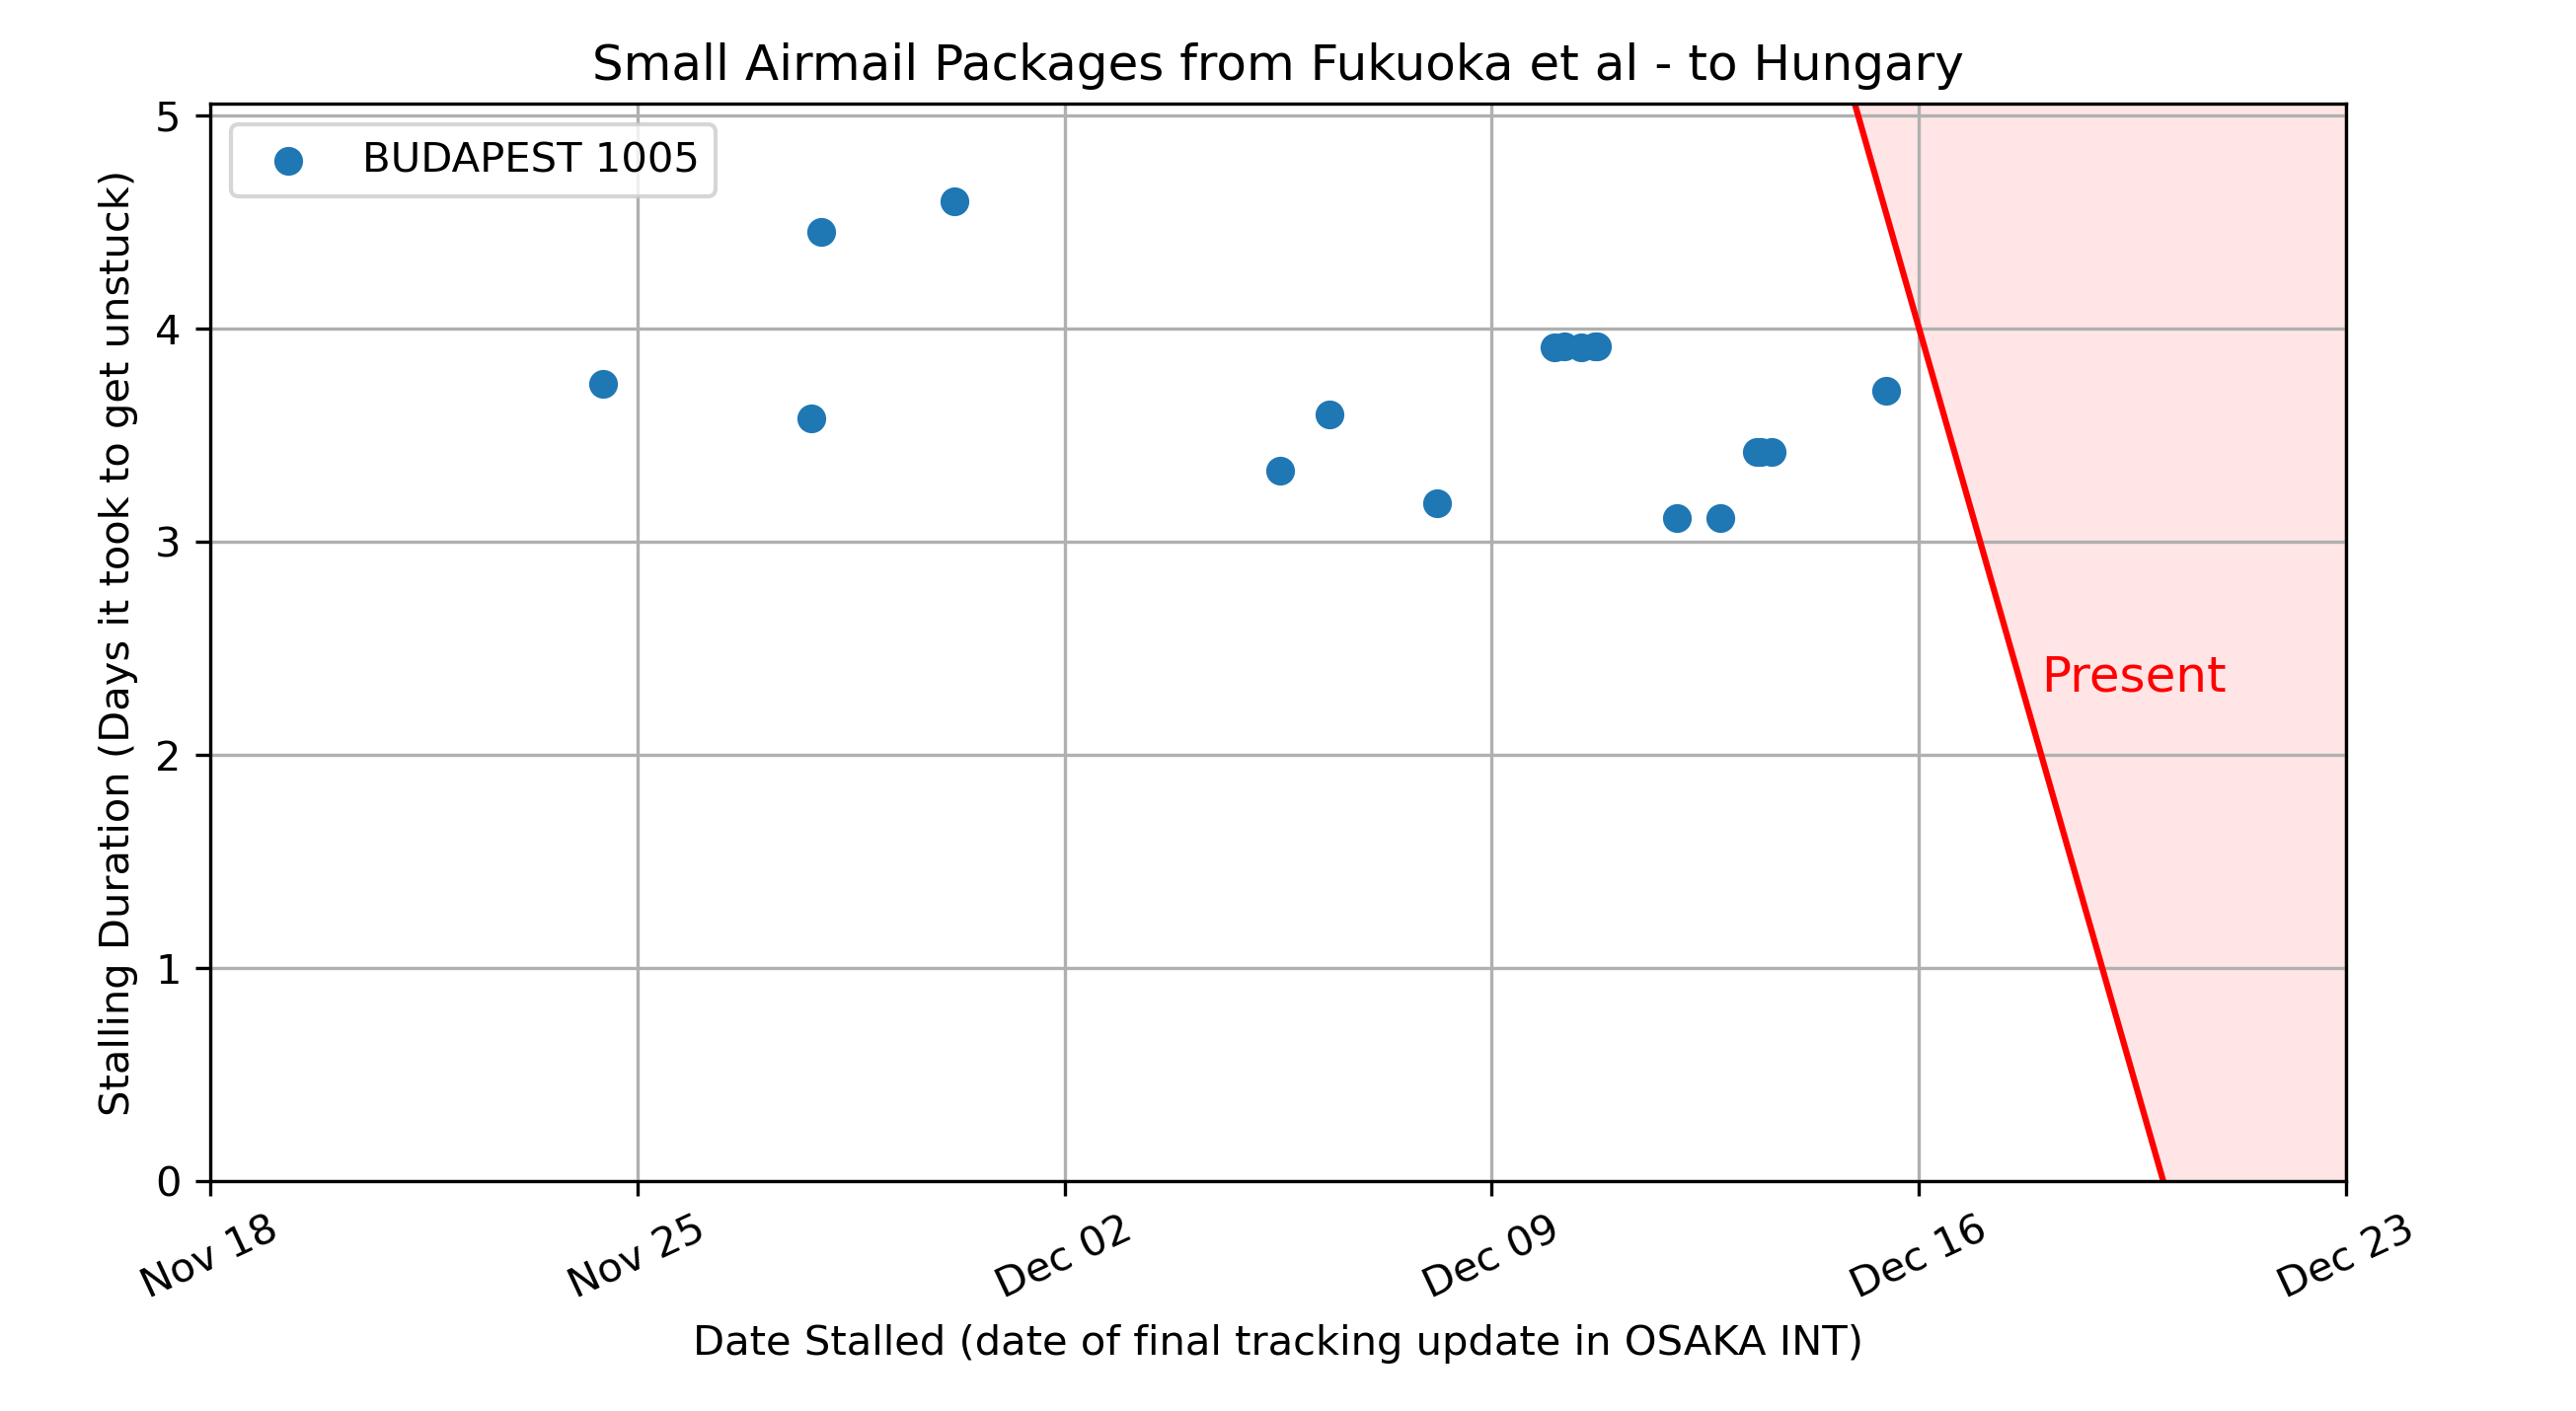 Small Airmail Packages from Fukuoka et al - to Hungary
BUDAPEST 1005
Stalling Duration (Days it took to get unstuck)
5
4
3
2
1
0
Present
Nov 18
Nov 25
Dec 02
Dec 09
Dec 16
Dec 23
Date Stalled (date of final tracking update in OSAKA INT)